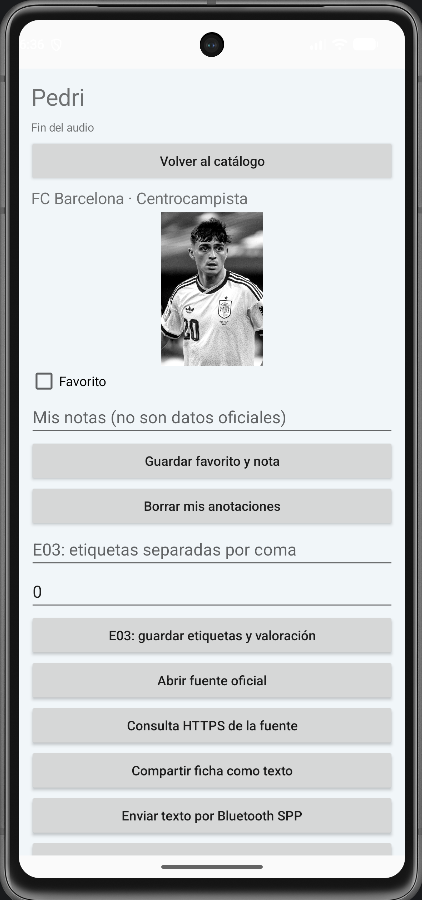 Pedri
Fin del audio
Volver al catálogo
FC Barcelona · Centrocampista
20
Favorito
Mis notas (no son datos oficiales)
Guardar favorito y nota
Borrar mis anotaciones
E03: etiquetas separadas por coma
0
E03: guardar etiquetas y valoración
Abrir fuente oficial
Consulta HTTPS de la fuente
Compartir ficha como texto
Enviar texto por Bluetooth SPP